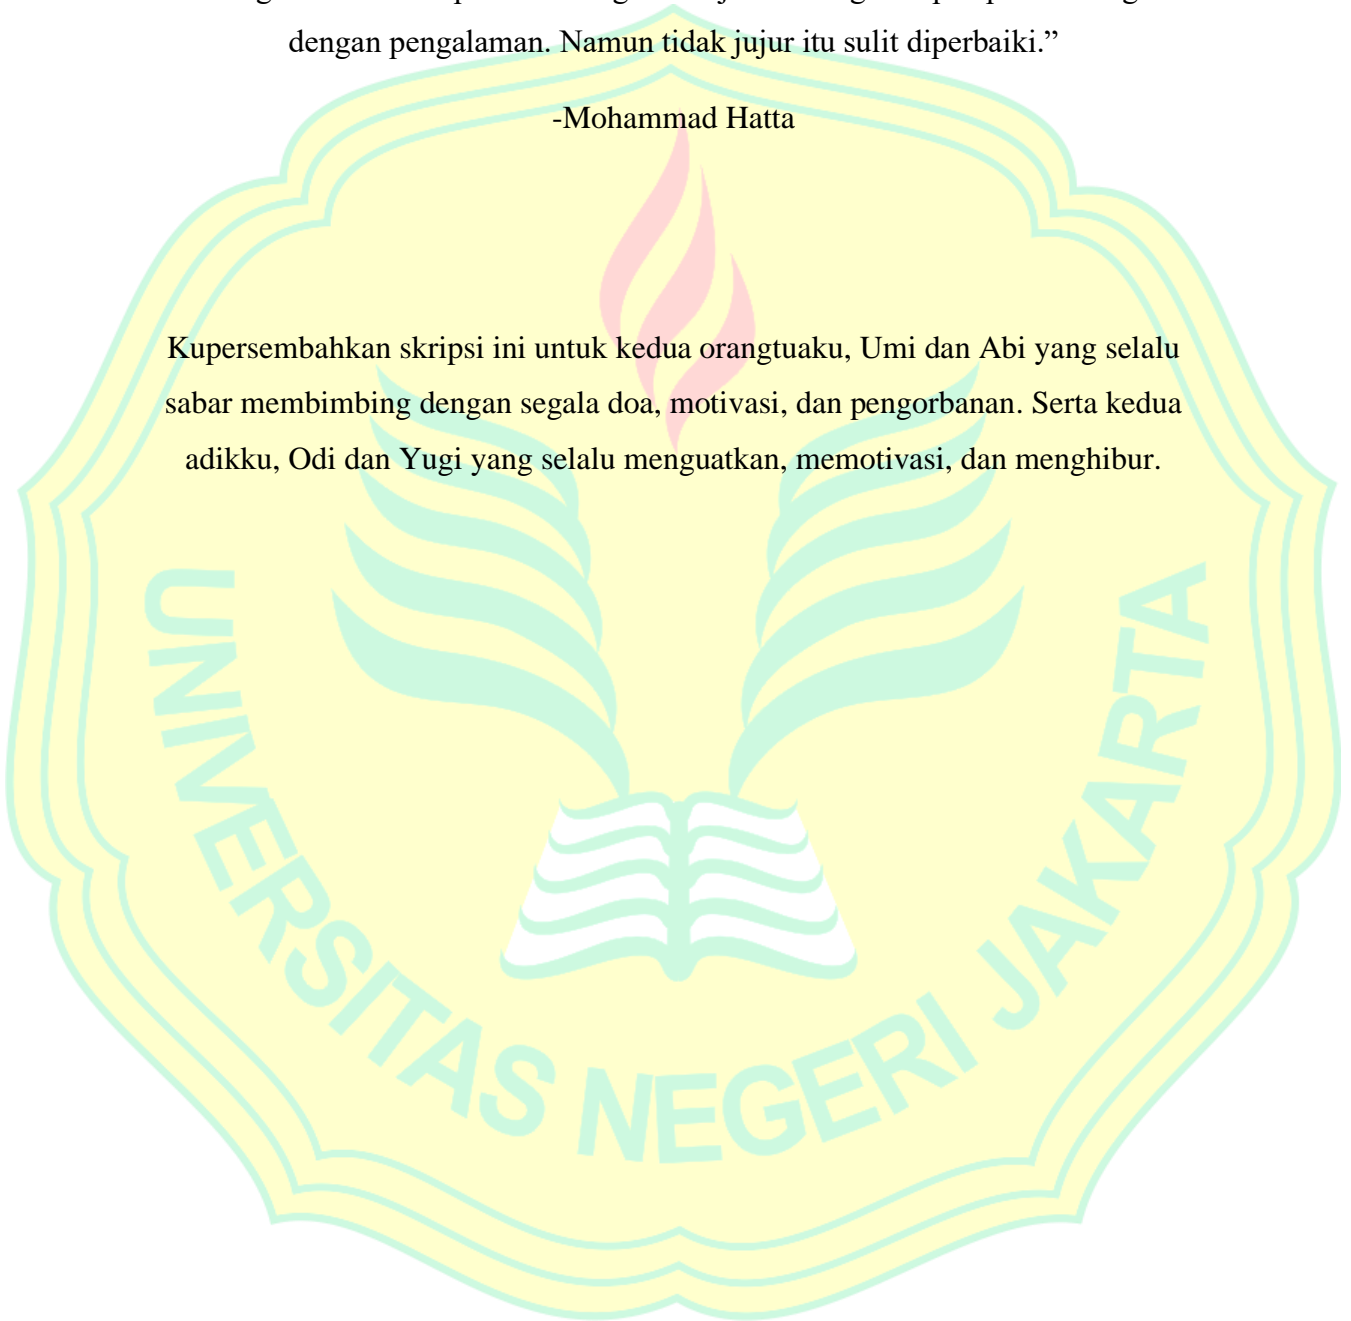 dengan pengalaman. Namun tidak jujur itu sulit diperbaiki.”
-Mohammad Hatta
Kupersembahkan skripsi ini untuk kedua orangtuaku, Umi dan Abi yang selalu
sabar membimbing dengan segala doa, motivasi, dan pengorbanan. Serta kedua
adikku, Odi dan Yugi yang selalu menguatkan, memotivasi, dan menghibur.
UNIVERSITAS NEGERI JAKARTA